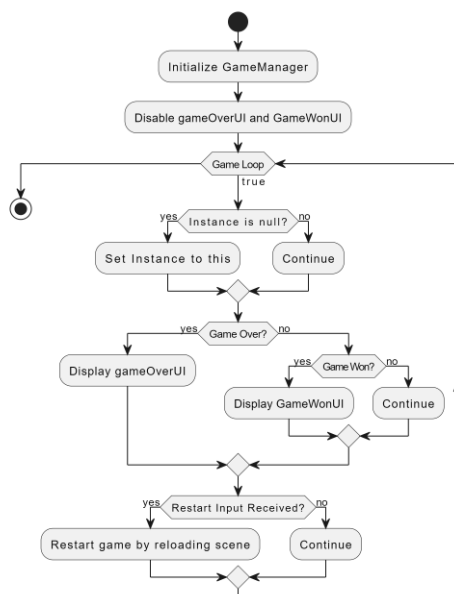 Initialize GameManager
Disable gameOverUI and GameWonUI
Game Loop
true
yes Instance is null? no
Set Instance to this Continue
yes Game Over? no
Display gameOverUI
yes Game Won? no
Display GameWonUI Continue
yes Restart Input Received? no
Restart game by reloading scene Continue